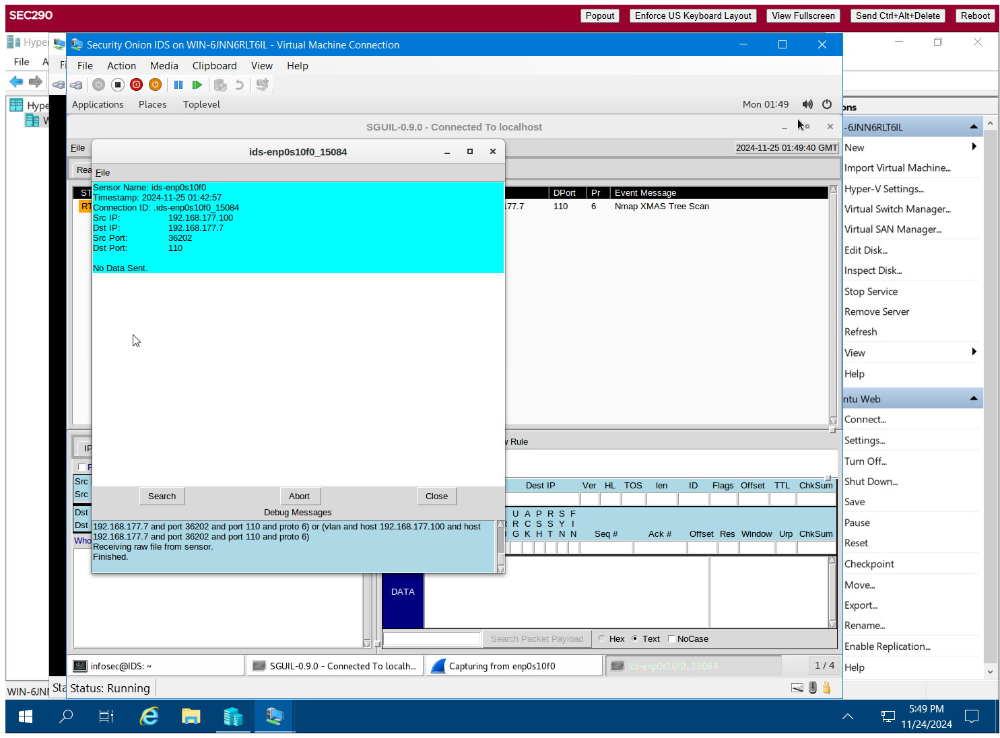 SEC290
Popout
Enforce US Keyboard Layout
View Fullscreen
Send Ctrl+Alt+Delete
Reboot
Hyper
Security Onion IDS on WIN-6JNN6RLT6IL - Virtual Machine Connection
File A
Fi
File Action Media Clipboard View Help
Applications Places Toplevel
Mon 01:49
Hype
W
ons
SGUIL-0.9.0 - Connected To localhost
-6JNN6RLT6IL
File
2024-11-25 01:49:40 GMT
ids-enp0s10f0_15084
Rea
File
ST
DPort Pr Event Message
RT
.177.7 110 6 Nmap XMAS Tree Scan
Sensor Name: ids-enp0s10f0
Timestamp: 2024-11-25 01:42:57
Connection ID: .ids-enp0s10f0_15084
Src IP: 192.168.177.100
Dst IP: 192.168.177.7
Src Port: 36202
Dst Port: 110
No Data Sent.
New
Import Virtual Machine...
Hyper-V Settings...
Virtual Switch Manager...
Virtual SAN Manager...
Edit Disk...
Inspect Disk...
Stop Service
Remove Server
Refresh
View
Help
ntu Web
Connect...
Settings...
Turn Off...
Shut Down...
Save
Pause
Reset
Checkpoint
Move...
Export...
Rename...
Enable Replication...
Help
IP
w Rule
R
Src
Src
Dst
Dst
Who
Dest IP Ver HL TOS len ID Flags Offset TTL ChkSum
U A P R S F
R C S S Y I
G K H T N N
Seq # Ack # Offset Res Window Urp ChkSum
Search
Abort
Close
Debug Messages
192.168.177.7 and port 36202 and port 110 and proto 6) or (vlan and host 192.168.177.100 and host
192.168.177.7 and port 36202 and port 110 and proto 6)
Receiving raw file from sensor.
Finished.
DATA
Search Packet Payload
Hex Text NoCase
infosec@IDS: ~
SGUIL-0.9.0 - Connected To localh...
Capturing from enp0s10f0
ids-enp0s10f0_15084
1 / 4
WIN-6JNI
Sta
Status: Running
5:49 PM
11/24/2024